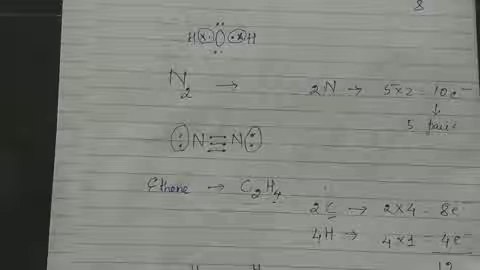 8
H O H
N₂ → 2N → 5×2 = 10e⁻
↓
5 pairs
N≡N
Ethene → C₂H₄
2C → 2×4 = 8e⁻
4H → 4×1 = 4e⁻
12
H H